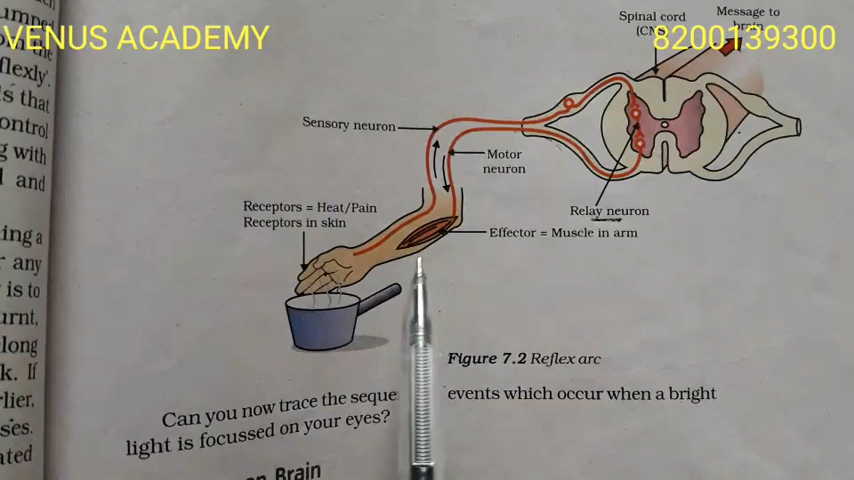 VENUS ACADEMY
8200139300
Spinal cord
(CNS)
Message to
brain
Sensory neuron
Motor
neuron
Relay neuron
Receptors = Heat/Pain
Receptors in skin
Effector = Muscle in arm
Figure 7.2 Reflex arc
Can you now trace the seque events which occur when a bright
light is focussed on your eyes?
Brain
flexly'.
s that
ontrol
g with
and
ing a
any
is to
urnt,
long
k. If
rlier,
ses.
ated